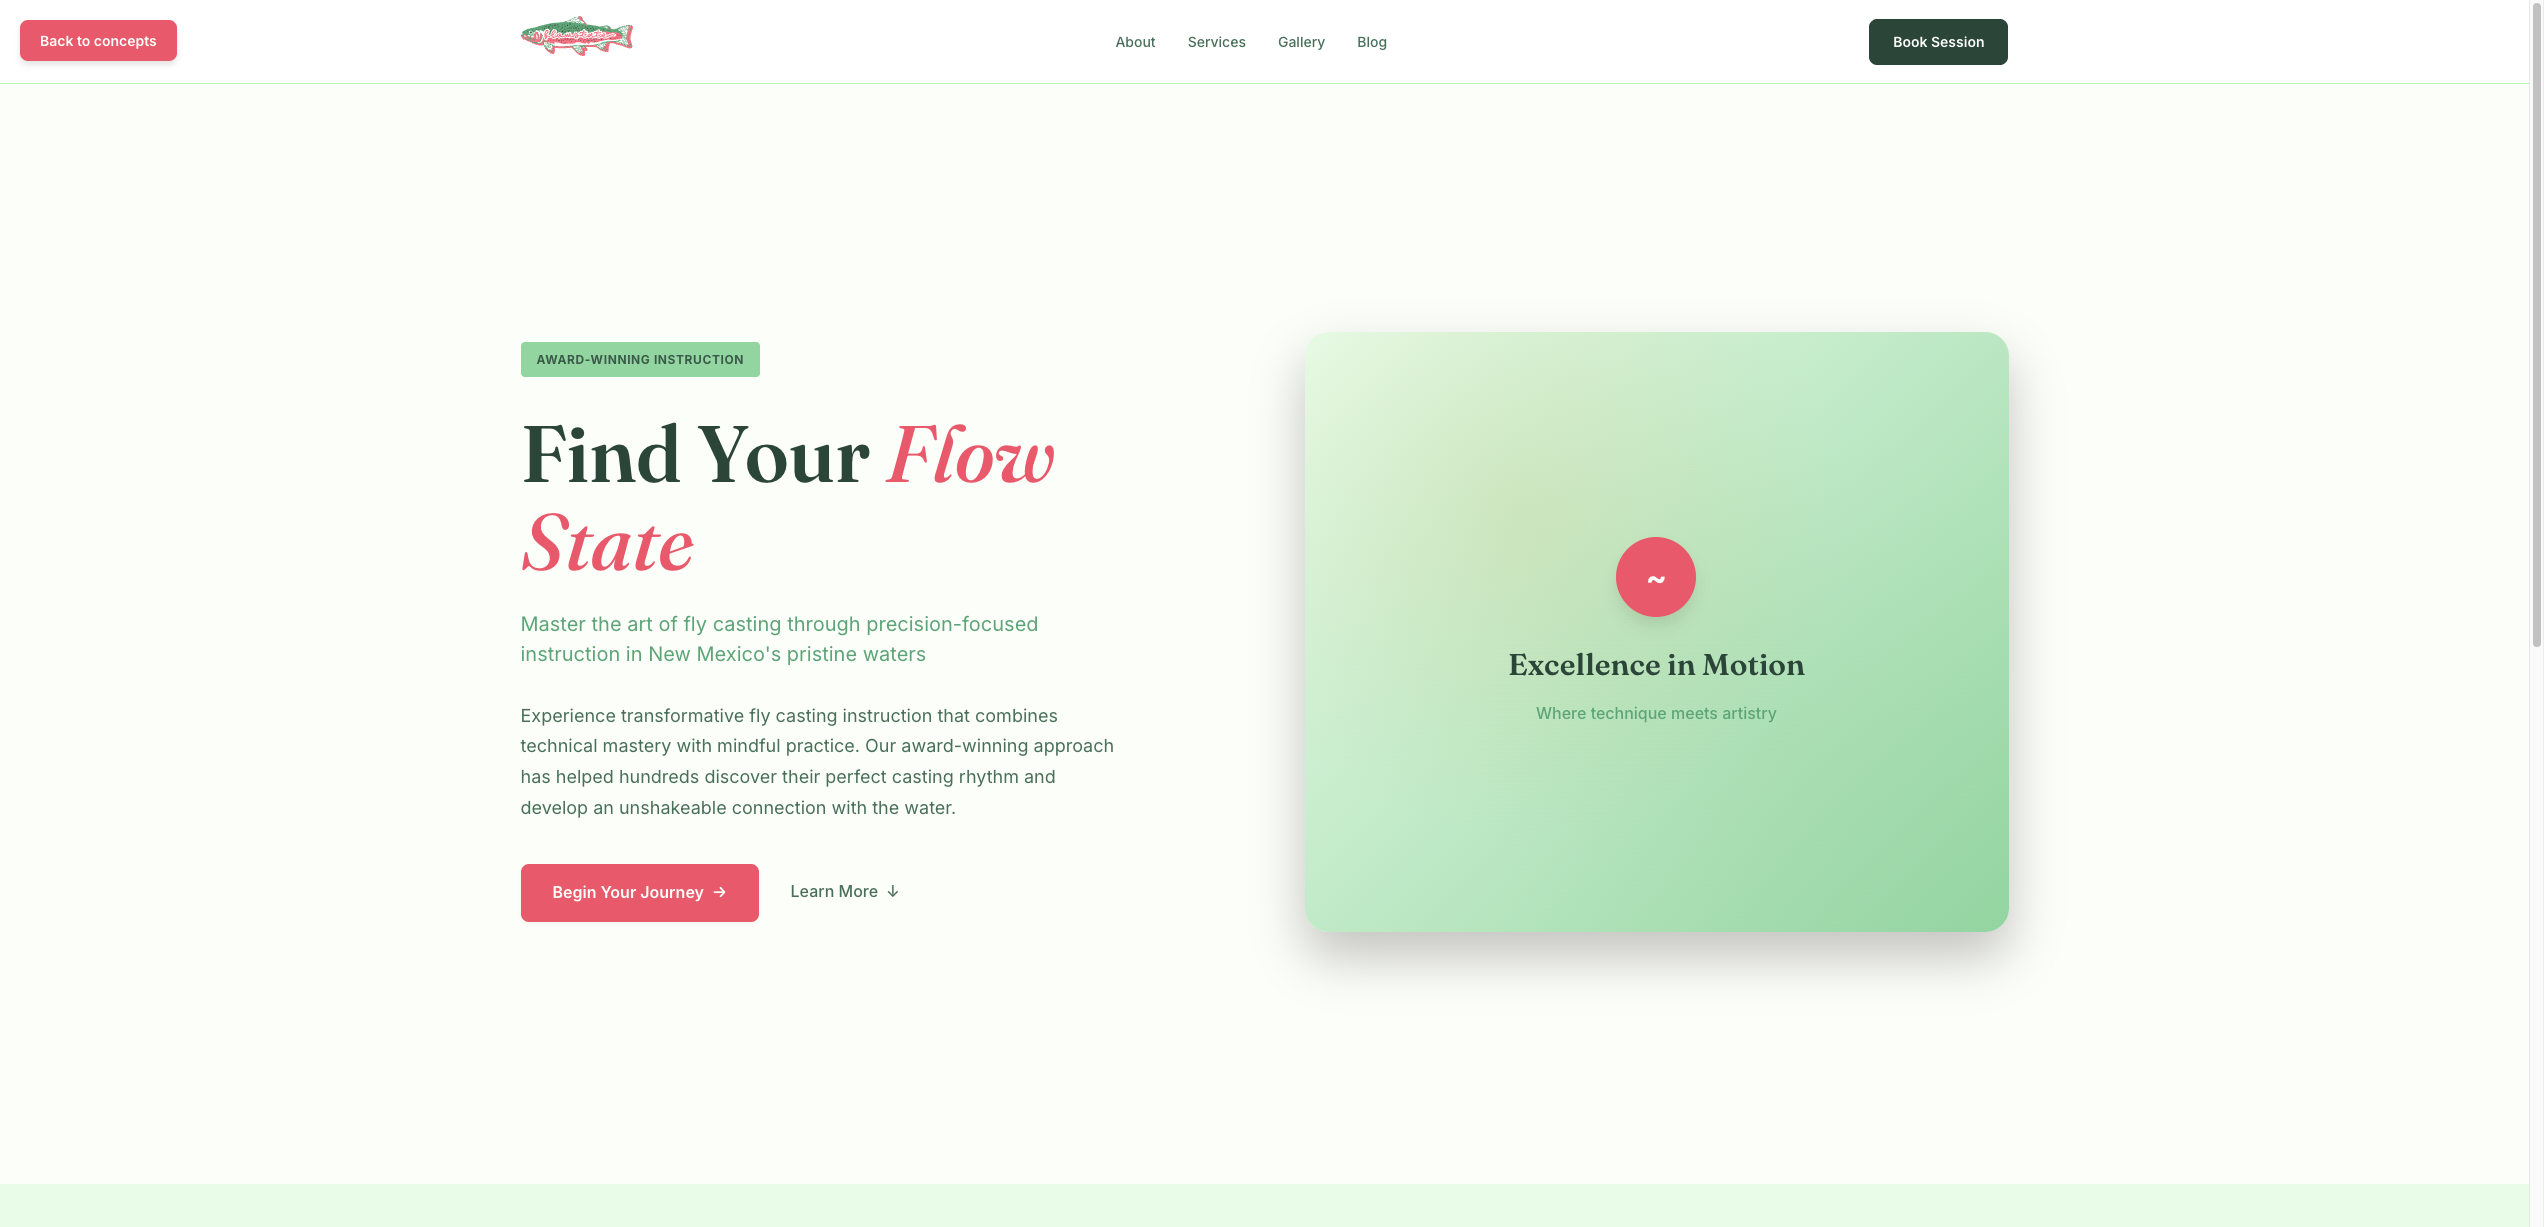 Back to concepts
About
Services
Gallery
Blog
Book Session
AWARD-WINNING INSTRUCTION
Find Your Flow
State
Master the art of fly casting through precision-focused
instruction in New Mexico's pristine waters
Experience transformative fly casting instruction that combines
technical mastery with mindful practice. Our award-winning approach
has helped hundreds discover their perfect casting rhythm and
develop an unshakeable connection with the water.
Begin Your Journey →
Learn More ↓
~
Excellence in Motion
Where technique meets artistry